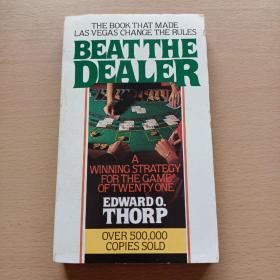 THE BOOK THAT MADE
LAS VEGAS CHANGE THE RULES
BEAT THE
DEALER
A
WINNING STRATEGY
FOR THE GAME
OF TWENTY ONE
EDWARD O.
THORP
OVER 500,000
COPIES SOLD